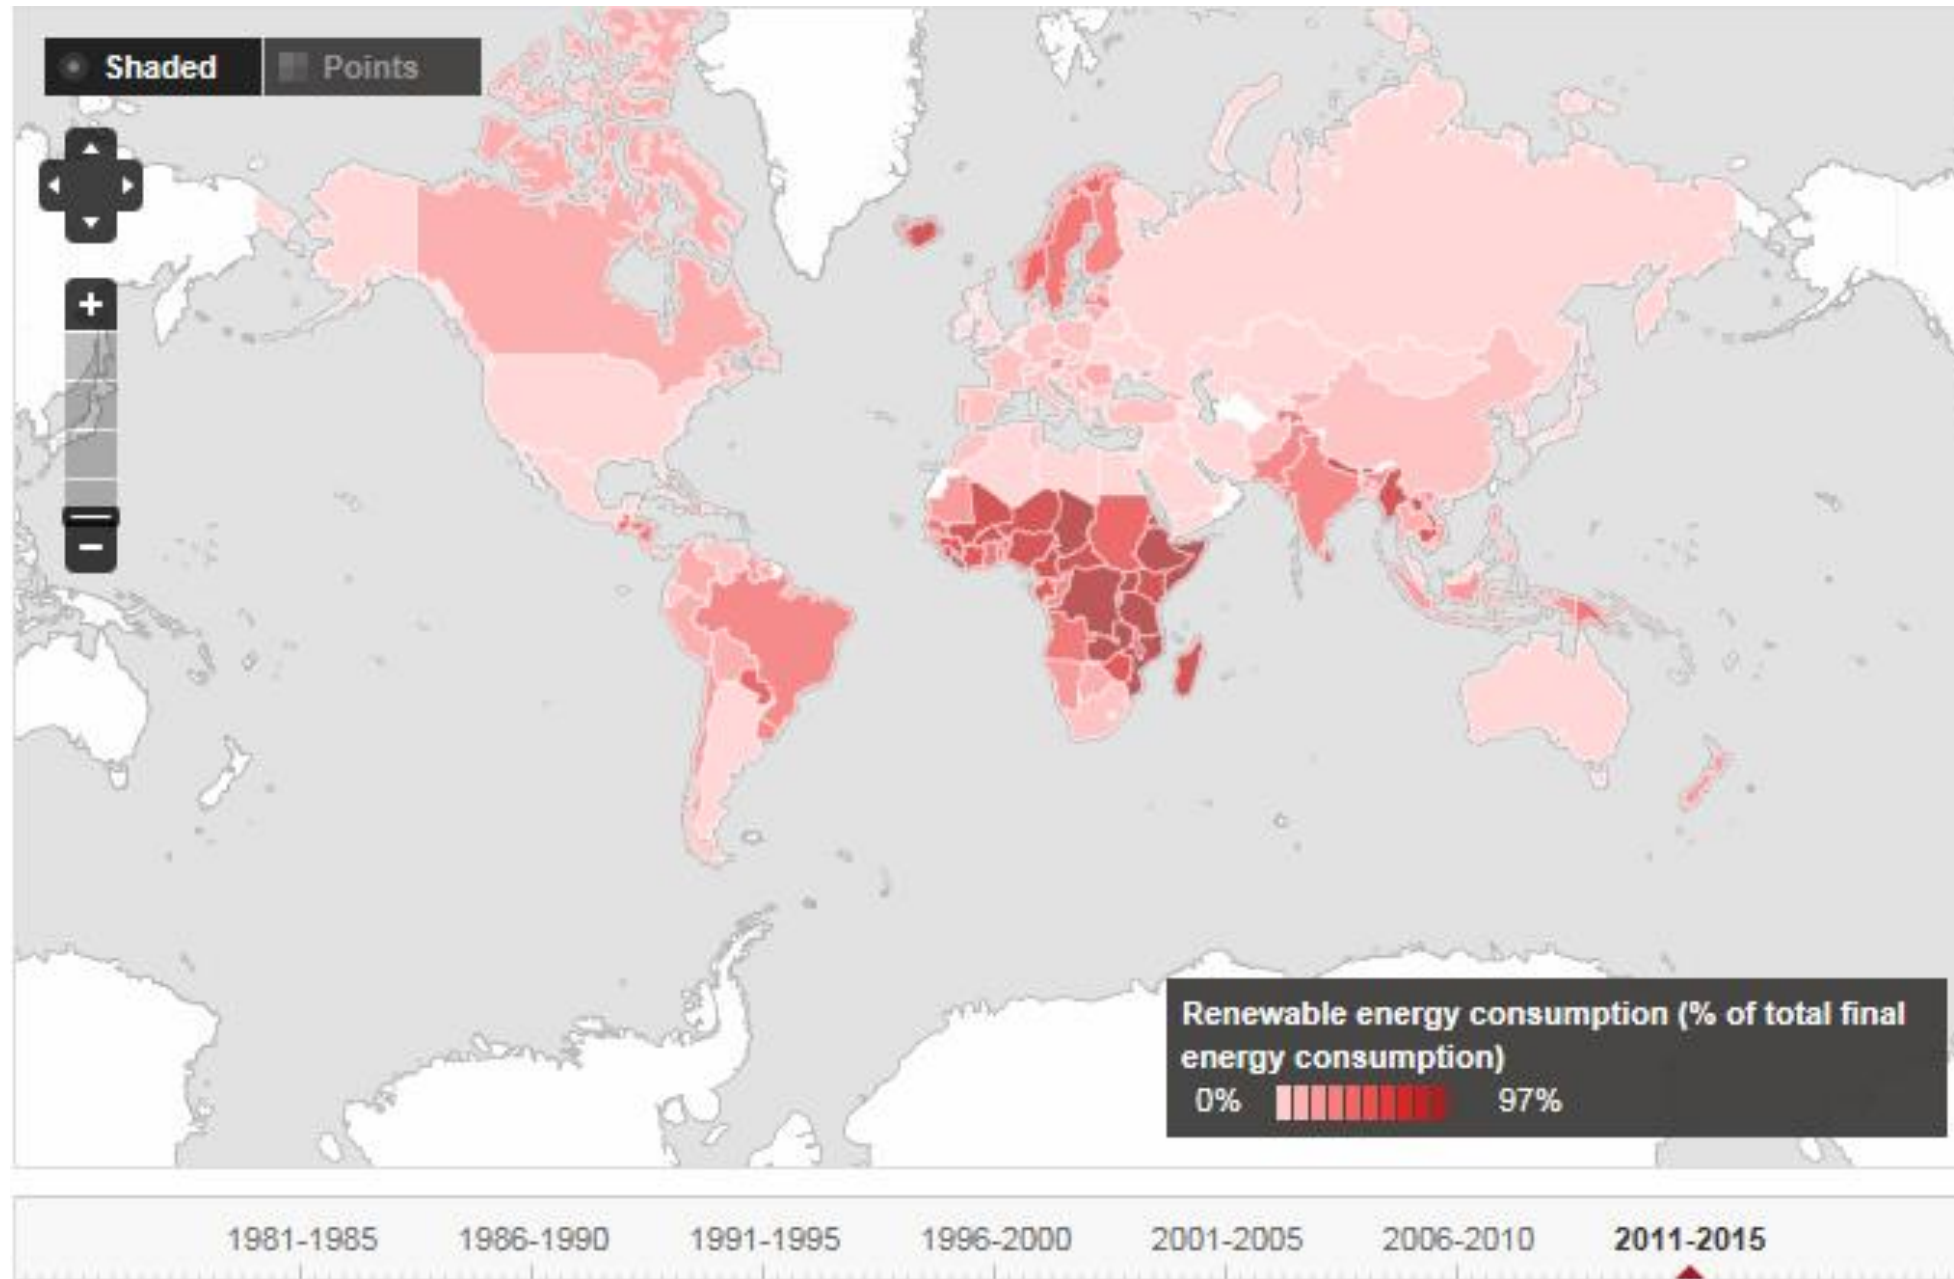 Shaded
Points
+
−
Renewable energy consumption (% of total final
energy consumption)
0% 97%
1981-1985 1986-1990 1991-1995 1996-2000 2001-2005 2006-2010 2011-2015